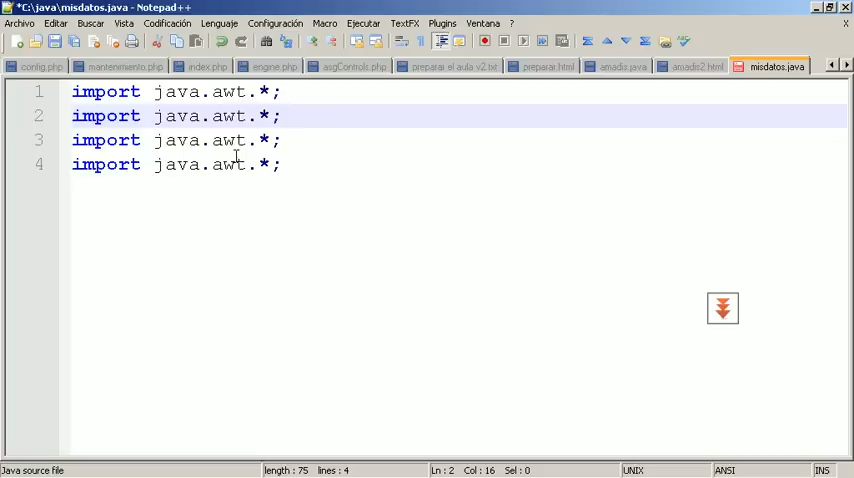 *C:\java\misdatos.java - Notepad++
Archivo Editar Buscar Vista Codificación Lenguaje Configuración Macro Ejecutar TextFX Plugins Ventana ? X
config.php mantenimiento.php index.php engine.php asgControls.php preparar el aula v2.txt preparar.html amadis.java amadis2.html misdatos.java
1 import java.awt.*;
2 import java.awt.*;
3 import java.awt.*;
4 import java.awt.*;
Java source file length : 75 lines : 4 Ln : 2 Col : 16 Sel : 0 UNIX ANSI INS